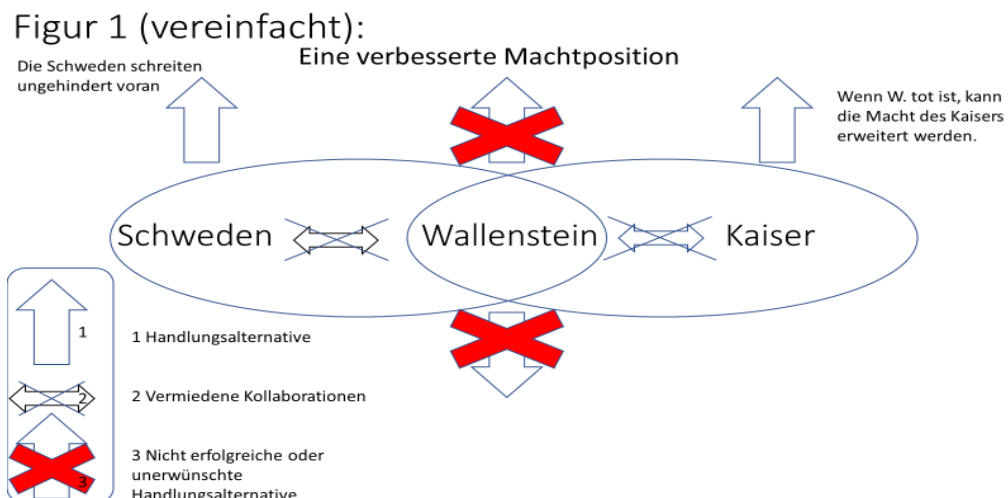 Figur 1 (vereinfacht):
Die Schweden schreiten
ungehindert voran
Eine verbesserte Machtposition
Wenn W. tot ist, kann
die Macht des Kaisers
erweitert werden.
Schweden
Wallenstein
Kaiser
1
1 Handlungsalternative
2
2 Vermiedene Kollaborationen
3
3 Nicht erfolgreiche oder
unerwünschte
Handlungsalternative